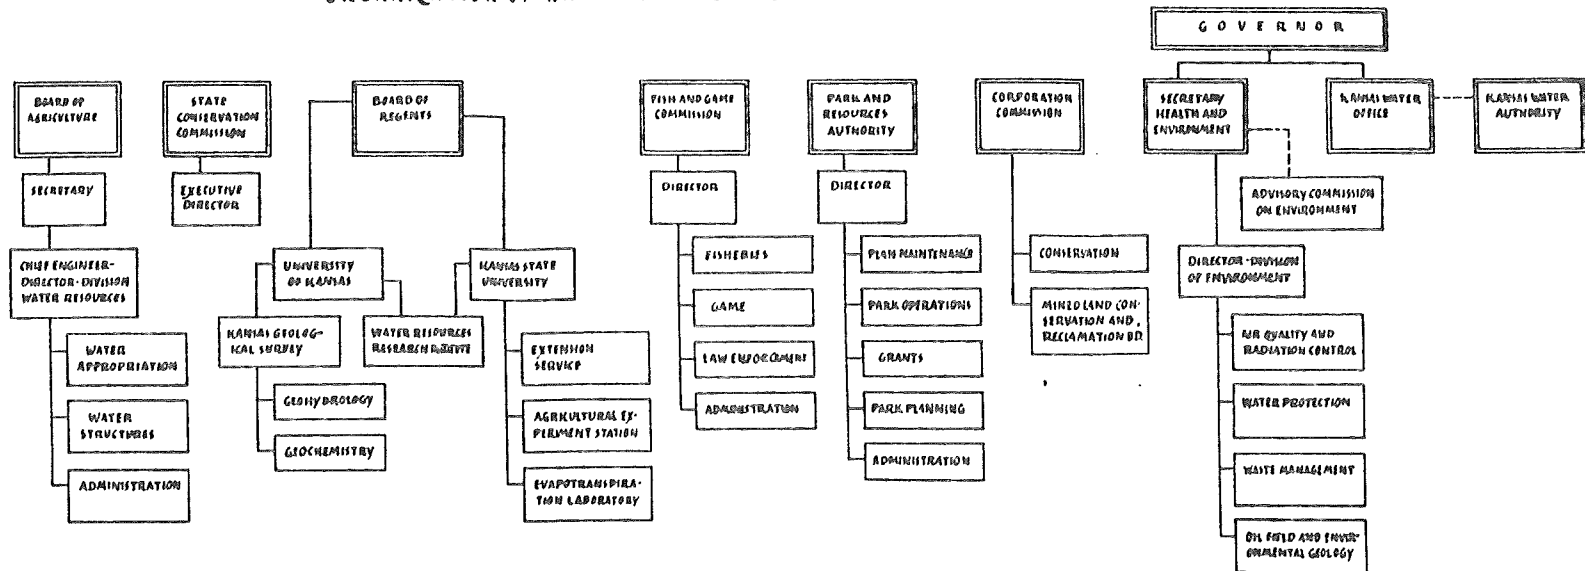 GOVERNOR
BOARD OF
AGRICULTURE
STATE
CONSERVATION
COMMISSION
BOARD OF
REGENTS
FISH AND GAME
COMMISSION
PARK AND
RESOURCES
AUTHORITY
CORPORATION
COMMISSION
SECRETARY
HEALTH AND
ENVIRONMENT
KANSAS WATER
OFFICE
KANSAS WATER
AUTHORITY
SECRETARY
EXECUTIVE
DIRECTOR
DIRECTOR
DIRECTOR
ADVISORY COMMISSION
ON ENVIRONMENT
CHIEF ENGINEER-
DIRECTOR-DIVISION
WATER RESOURCES
UNIVERSITY
OF KANSAS
KANSAS STATE
UNIVERSITY
DIRECTOR-DIVISION
OF ENVIRONMENT
KANSAS GEOLOG-
ICAL SURVEY
WATER RESOURCES
RESEARCH
WATER
APPROPRIATION
WATER
STRUCTURES
ADMINISTRATION
GEOHYDROLOGY
GEOCHEMISTRY
EXTENSION
SERVICE
AGRICULTURAL EX-
PERIMENT STATION
EVAPOTRANSPIRA-
TION LABORATORY
FISHERIES
GAME
LAW ENFORCEMENT
ADMINISTRATION
PLAN MAINTENANCE
PARK OPERATIONS
GRANTS
PARK PLANNING
ADMINISTRATION
CONSERVATION
MINED LAND CON-
SERVATION AND
RECLAMATION BD.
AIR QUALITY AND
RADIATION CONTROL
WATER PROTECTION
WASTE MANAGEMENT
OIL FIELD AND ENVIR-
ONMENTAL GEOLOGY